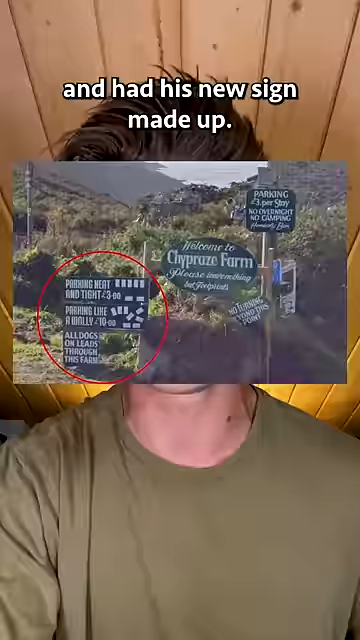 and had his new sign
made up.
PARKING
£3.per Stay
NO OVERNIGHT
NO CAMPING
Honesty Box
Welcome to
Chypraze Farm
Please leave nothing
but footprints
PARKING NEAT
AND TIGHT £3·00
PARKING LIKE
A WALLY £10·00
ALL DOGS
ON LEADS
THROUGH
THIS FARM
NO TURNING
BEYOND THIS
POINT